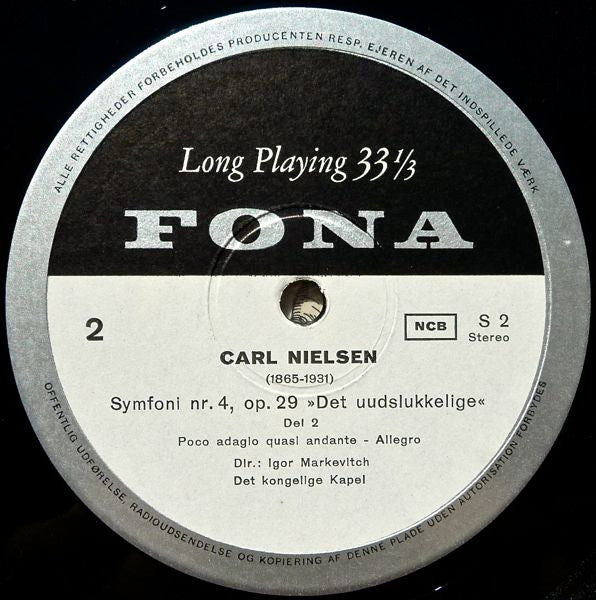 ALLE RETTIGHEDER FORBEHOLDES PRODUCENTEN RESP. EJEREN AF DET INDSPILLEDE VÆRK
Long Playing 33 1/3
FONA
2
NCB
S 2
Stereo
CARL NIELSEN
(1865-1931)
Symfoni nr. 4, op. 29 »Det uudslukkelige«
Del 2
Poco adagio quasi andante - Allegro
Dir.: Igor Markevitch
Det kongelige Kapel
OFFENTLIG UDFØRELSE, RADIOUDSENDELSE OG KOPIERING AF DENNE PLADE UDEN AUTORISATION FORBYDES